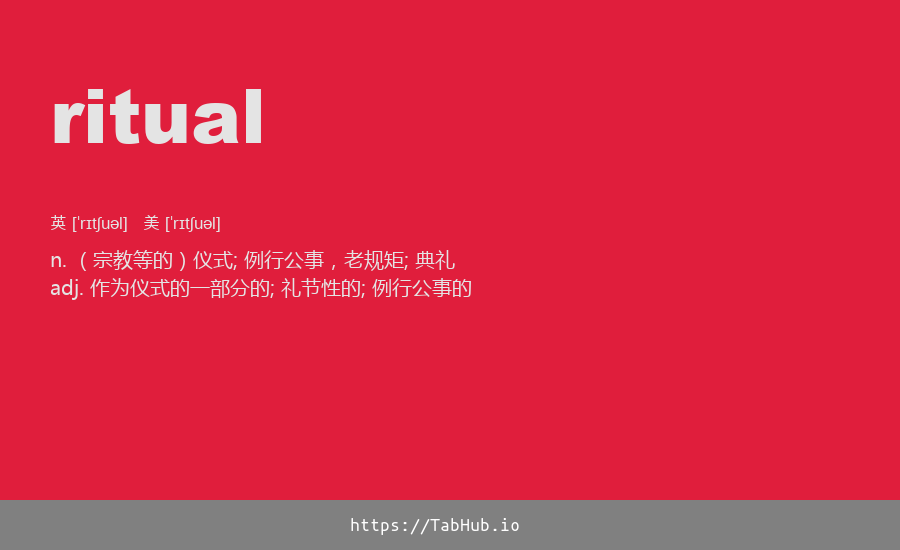 ritual
英 ['rɪtʃuəl] 美 ['rɪtʃuəl]
n. （宗教等的）仪式; 例行公事，老规矩; 典礼
adj. 作为仪式的一部分的; 礼节性的; 例行公事的
https://TabHub.io